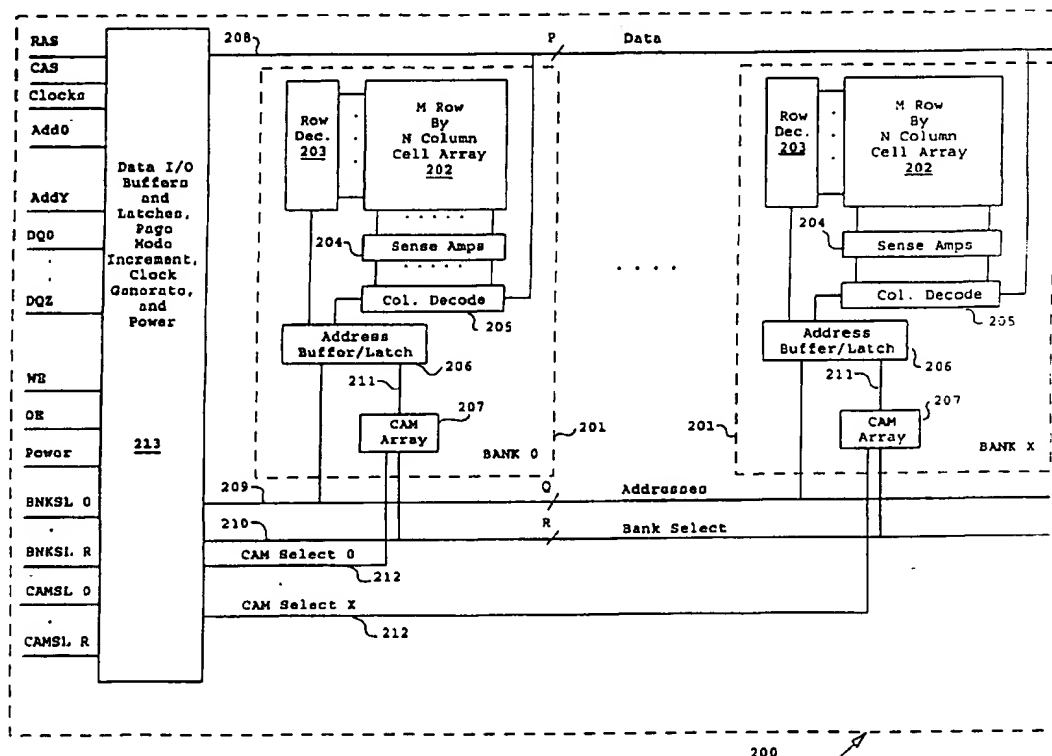 RAS
CAS
Clocks
Add0
AddY
DQ0
DQZ
WE
OE
Power
BNKSL 0
BNKSL R
CAMSL 0
CAMSL R
Data I/O
Buffers
and
Latches,
Page
Mode
Increment,
Clock
Generate,
and
Power
213
208
P
Data
Row
Dec.
203
M Row
By
N Column
Cell Array
202
204
Sense Amps
Col. Decode
205
Address
Buffer/Latch
206
211
207
CAM
Array
201
BANK 0
Row
Dec.
203
M Row
By
N Column
Cell Array
202
204
Sense Amps
Col. Decode
205
Address
Buffer/Latch
206
211
207
CAM
Array
201
BANK X
209
Q
Addresses
210
R
Bank Select
CAM Select 0
212
CAM Select X
212
200